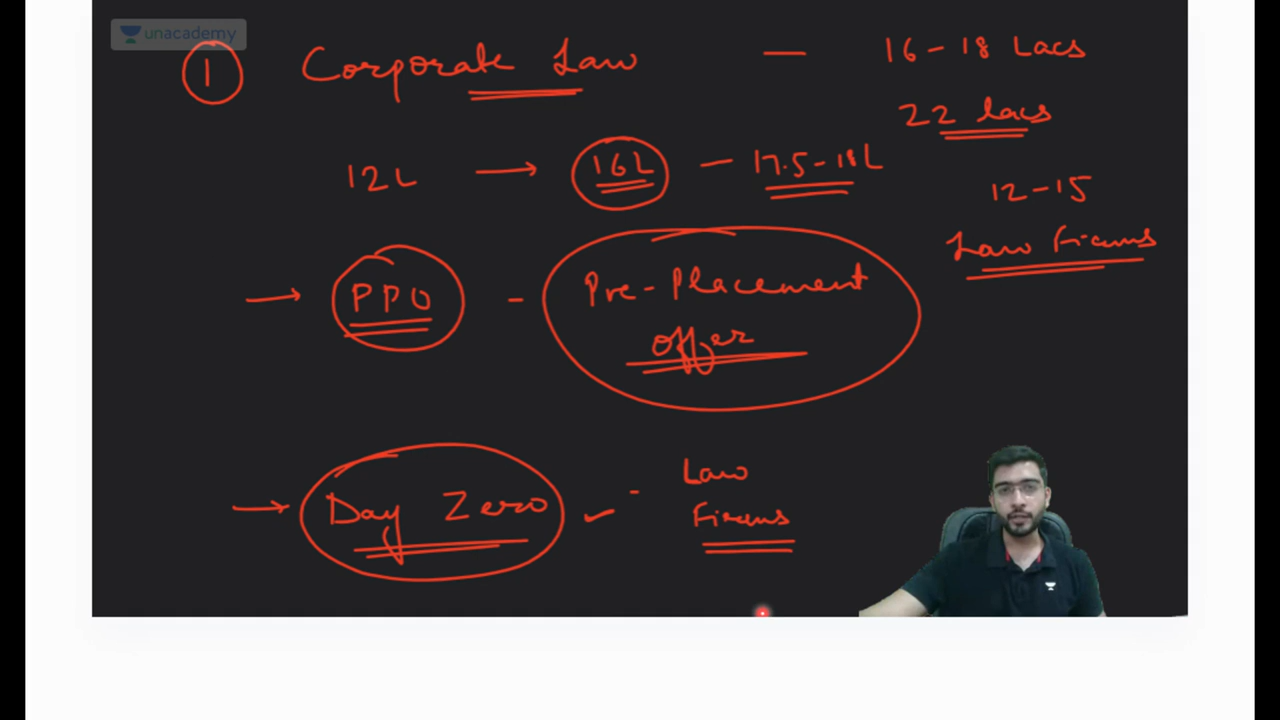 unacademy
1 Corporate Law — 16-18 Lacs
22 lacs
12L → 16L - 17.5-18L
12-15
Law Firms
→ PPO - Pre-Placement
offer
→ Day Zero ✓ - Law
Firms